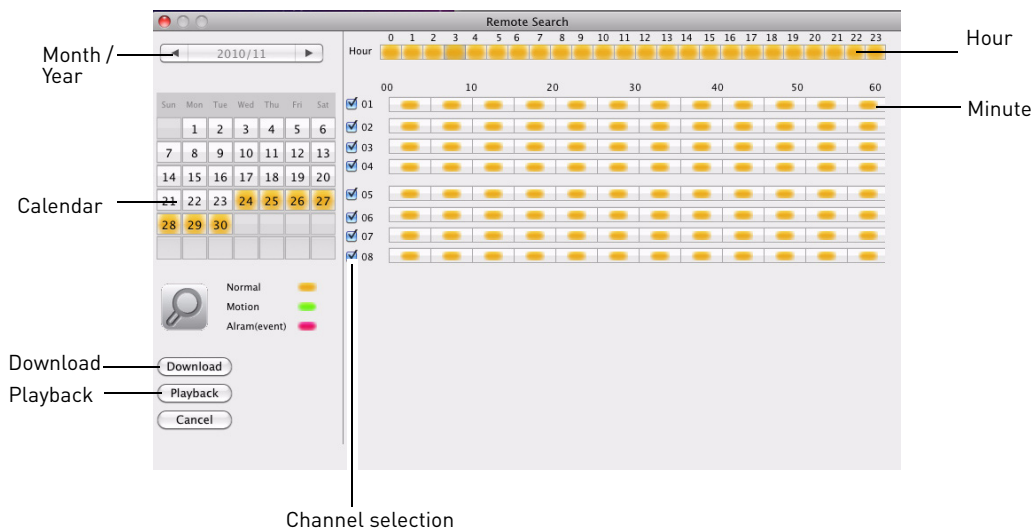 Remote Search
Month /
Year
2010/11
Hour
0 1 2 3 4 5 6 7 8 9 10 11 12 13 14 15 16 17 18 19 20 21 22 23
Hour
00 10 20 30 40 50 60
Minute
Sun Mon Tue Wed Thu Fri Sat
1 2 3 4 5 6
7 8 9 10 11 12 13
14 15 16 17 18 19 20
21 22 23 24 25 26 27
28 29 30
Calendar
01
02
03
04
05
06
07
08
Normal
Motion
Alram(event)
Download
Download
Playback
Playback
Cancel
Channel selection